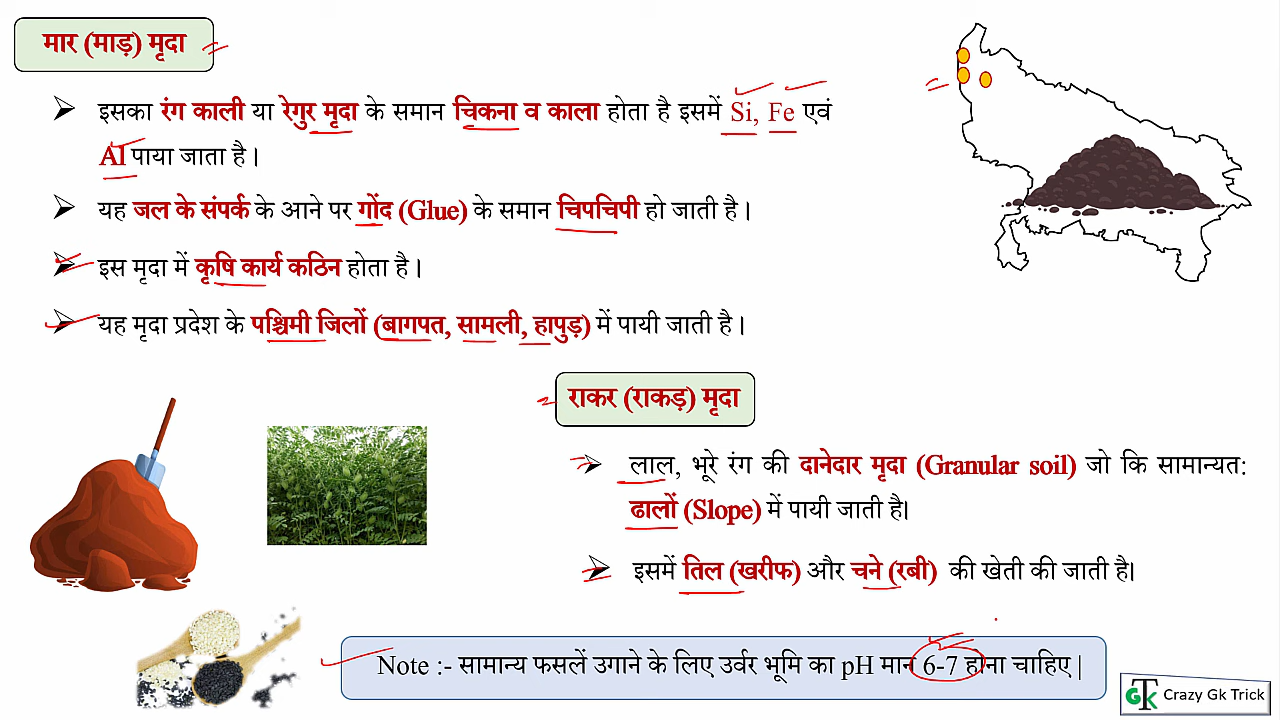 मार (माड़) मृदा
➢ इसका रंग काली या रेगुर मृदा के समान चिकना व काला होता है इसमें Si, Fe एवं
Al पाया जाता है।
➢ यह जल के संपर्क के आने पर गोंद (Glue) के समान चिपचिपी हो जाती है।
➢ इस मृदा में कृषि कार्य कठिन होता है।
➢ यह मृदा प्रदेश के पश्चिमी जिलों (बागपत, सामली, हापुड़) में पायी जाती है।
राकर (राकड़) मृदा
➢ लाल, भूरे रंग की दानेदार मृदा (Granular soil) जो कि सामान्यत:
ढालों (Slope) में पायी जाती है।
➢ इसमें तिल (खरीफ) और चने (रबी) की खेती की जाती है।
Note :- सामान्य फसलें उगाने के लिए उर्वर भूमि का pH मान 6-7 होना चाहिए|
GTK Crazy Gk Trick